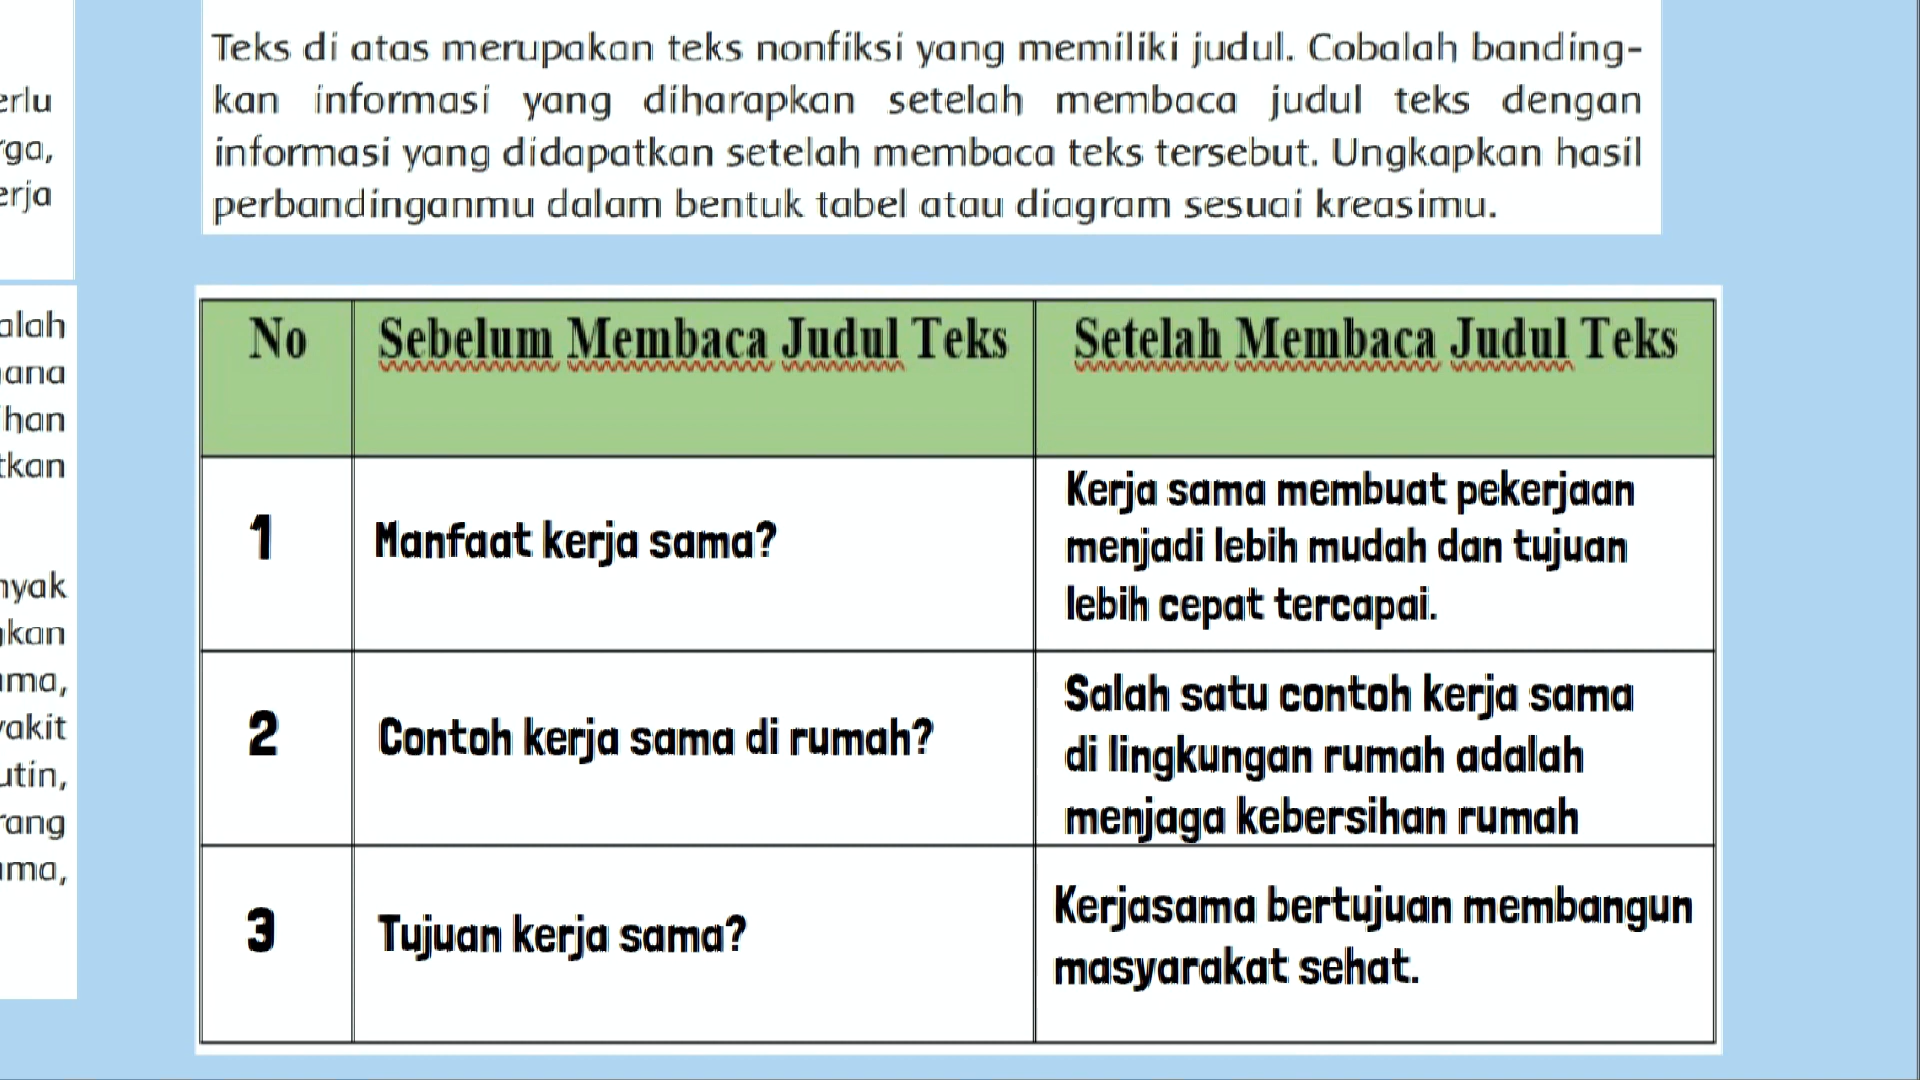 Teks di atas merupakan teks nonfiksi yang memiliki judul. Cobalah banding-
kan informasi yang diharapkan setelah membaca judul teks dengan
informasi yang didapatkan setelah membaca teks tersebut. Ungkapkan hasil
perbandinganmu dalam bentuk tabel atau diagram sesuai kreasimu.
erja
No
Sebelum Membaca Judul Teks
Setelah Membaca Judul Teks
1
Manfaat kerja sama?
Kerja sama membuat pekerjaan
menjadi lebih mudah dan tujuan
lebih cepat tercapai.
2
Contoh kerja sama di rumah?
Salah satu contoh kerja sama
di lingkungan rumah adalah
menjaga kebersihan rumah
3
Tujuan kerja sama?
Kerjasama bertujuan membangun
masyarakat sehat.